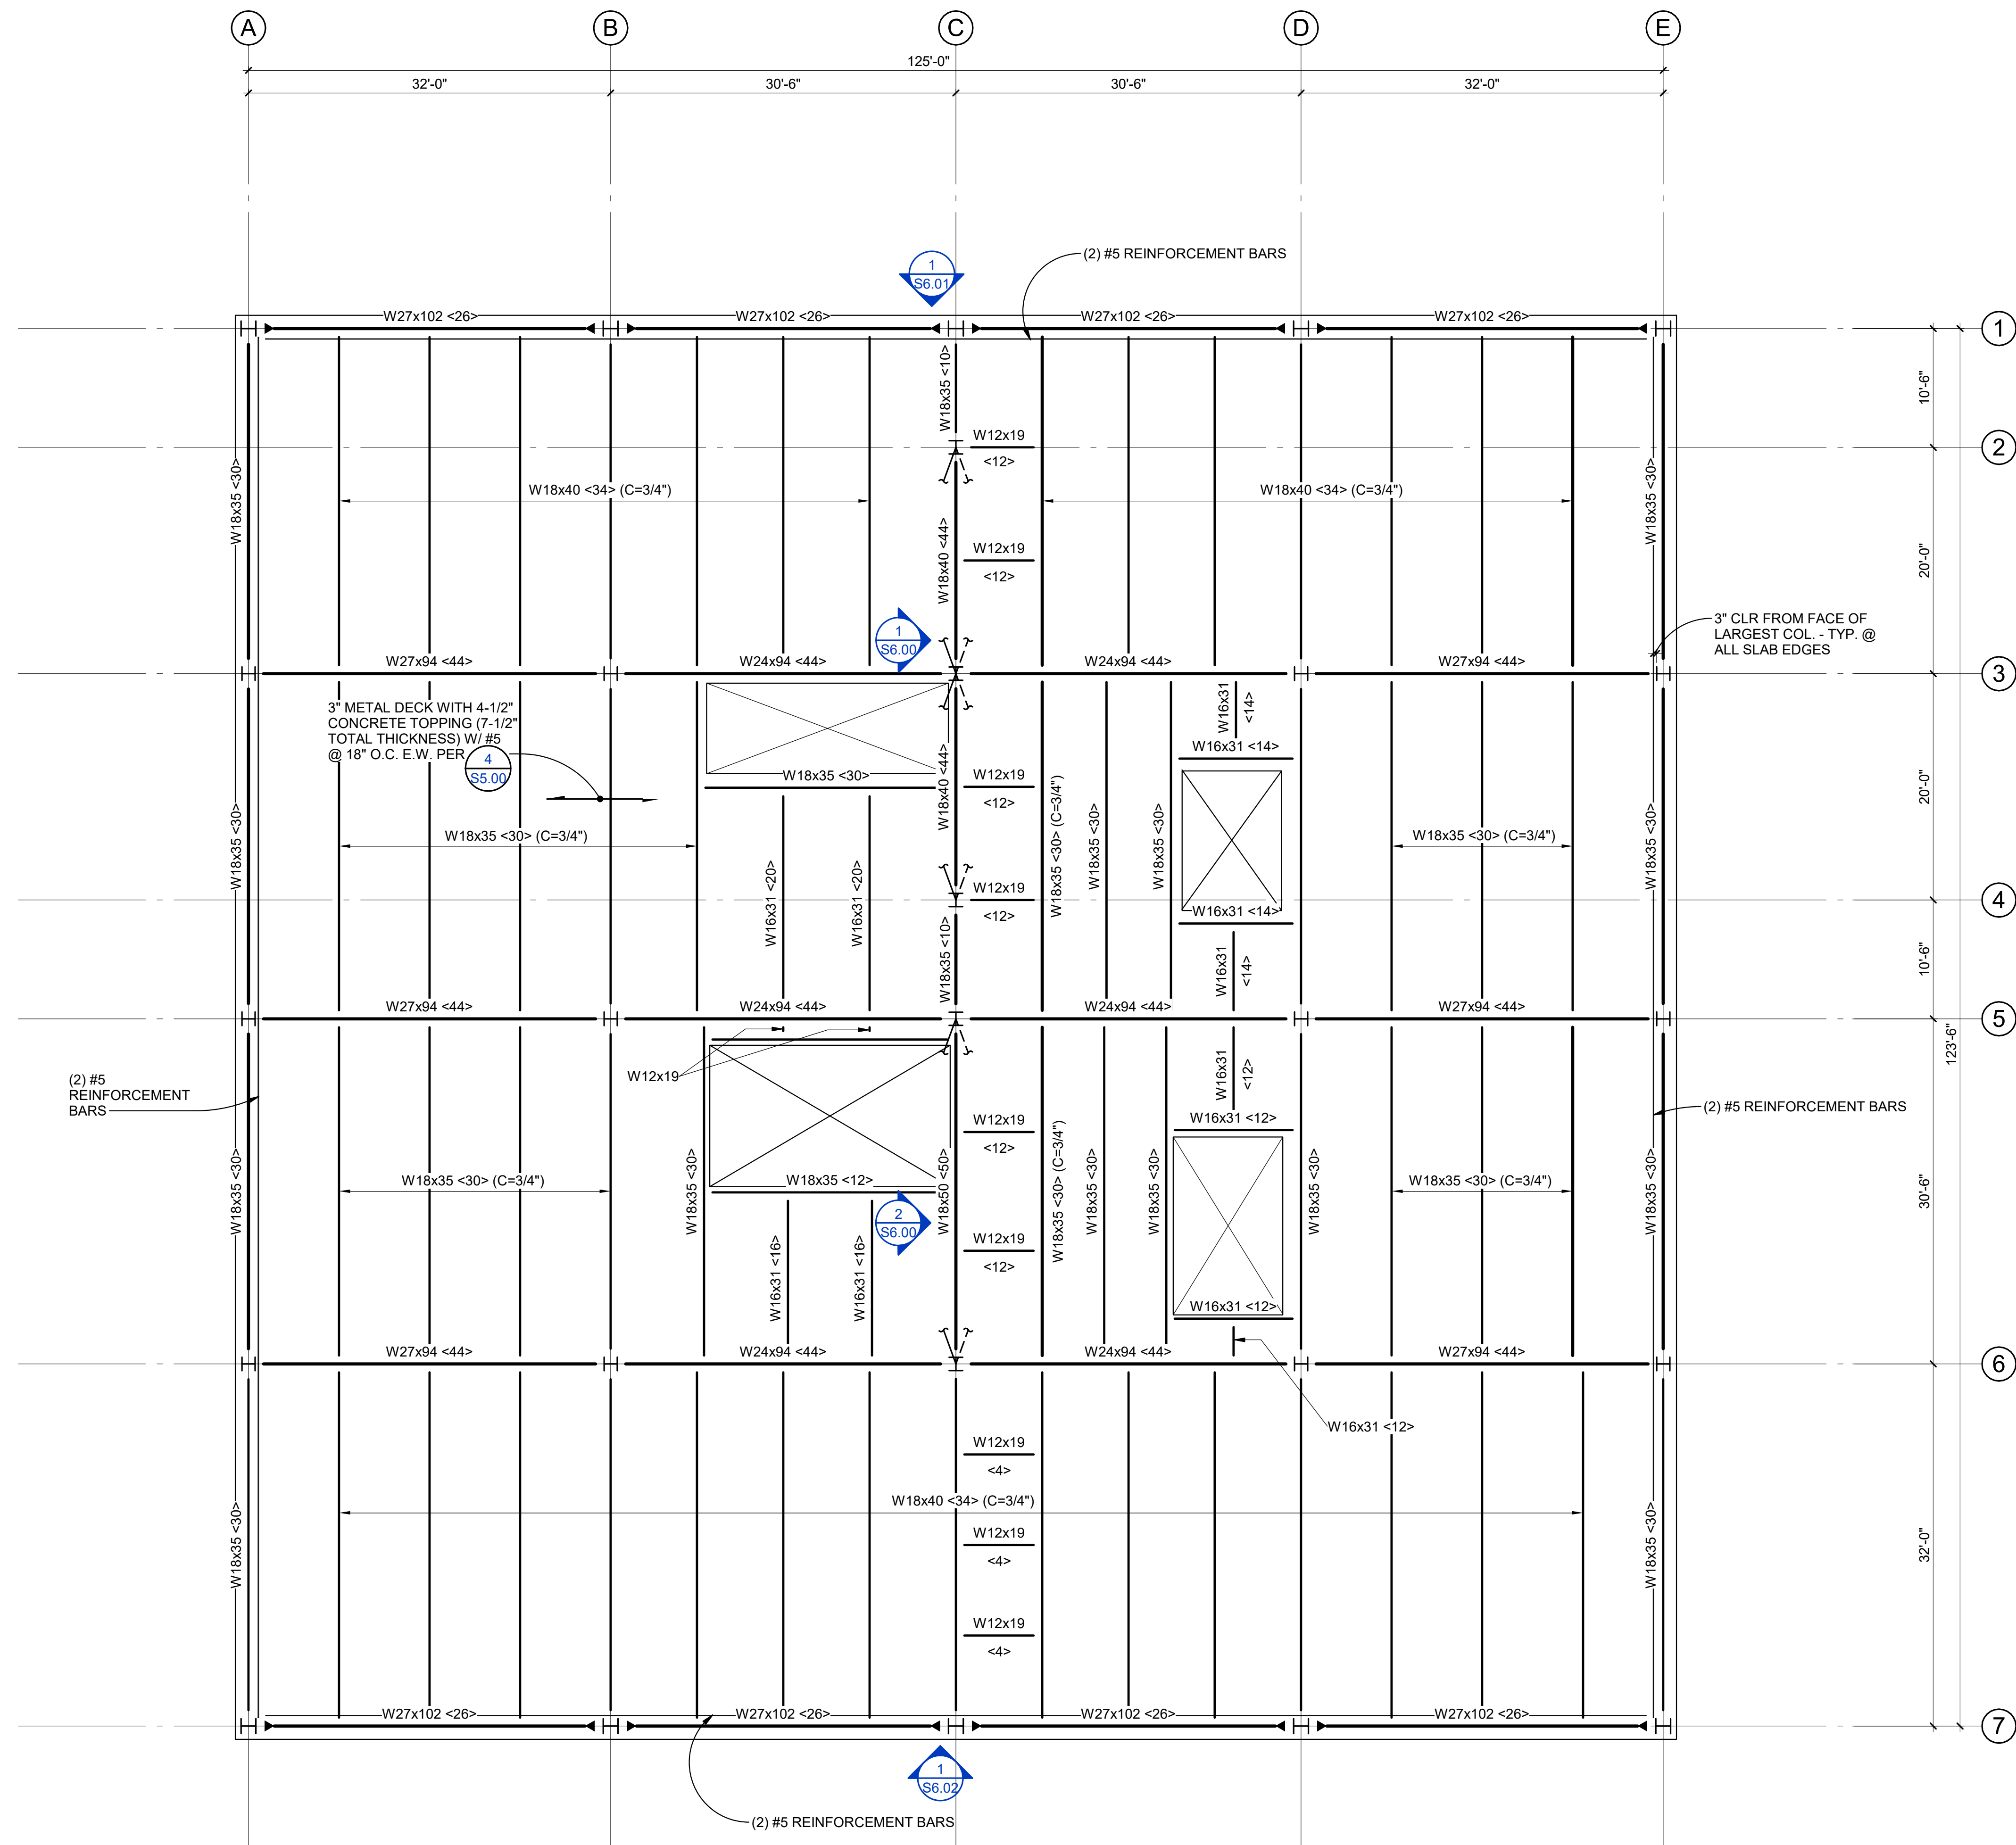 A
B
C
D
E
125'-0"
32'-0"
30'-6"
30'-6"
32'-0"
1
S6.01
(2) #5 REINFORCEMENT BARS
W27x102 <26>
W27x102 <26>
W27x102 <26>
W27x102 <26>
1
W18x35 <10>
10'-6"
W12x19
<12>
2
W18x35 <30>
W18x40 <34> (C=3/4")
W18x40 <44>
W18x40 <34> (C=3/4")
W18x35 <30>
W12x19
<12>
20'-0"
1
S6.00
3" CLR FROM FACE OF
LARGEST COL. - TYP. @
ALL SLAB EDGES
W27x94 <44>
W24x94 <44>
W24x94 <44>
W27x94 <44>
3
3" METAL DECK WITH 4-1/2"
CONCRETE TOPPING (7-1/2"
TOTAL THICKNESS) W/ #5
@ 18" O.C. E.W. PER
4
S5.00
W16x31
<14>
W16x31 <14>
W18x35 <30>
W18x40 <44>
W12x19
<12>
20'-0"
W18x35 <30>
W18x35 <30> (C=3/4")
W18x35 <30> (C=3/4")
W18x35 <30>
W18x35 <30>
W18x35 <30> (C=3/4")
W18x35 <30>
W16x31 <20>
W16x31 <20>
W12x19
<12>
W16x31 <14>
4
W18x35 <10>
W16x31
<14>
10'-6"
W27x94 <44>
W24x94 <44>
W24x94 <44>
W27x94 <44>
5
123'-6"
W12x19
W16x31
<12>
(2) #5
REINFORCEMENT
BARS
(2) #5 REINFORCEMENT BARS
W12x19
<12>
W16x31 <12>
W18x35 <30>
W18x35 <30> (C=3/4")
W18x35 <30>
W18x35 <12>
W18x50 <50>
W18x35 <30> (C=3/4")
W18x35 <30>
W18x35 <30>
W18x35 <30>
W18x35 <30> (C=3/4")
W18x35 <30>
30'-6"
2
S6.00
W12x19
<12>
W16x31 <16>
W16x31 <16>
W16x31 <12>
W27x94 <44>
W24x94 <44>
W24x94 <44>
W27x94 <44>
6
W16x31 <12>
W12x19
<4>
W18x40 <34> (C=3/4")
W18x35 <30>
W18x35 <30>
W12x19
<4>
32'-0"
W12x19
<4>
W27x102 <26>
W27x102 <26>
W27x102 <26>
W27x102 <26>
7
1
S6.02
(2) #5 REINFORCEMENT BARS